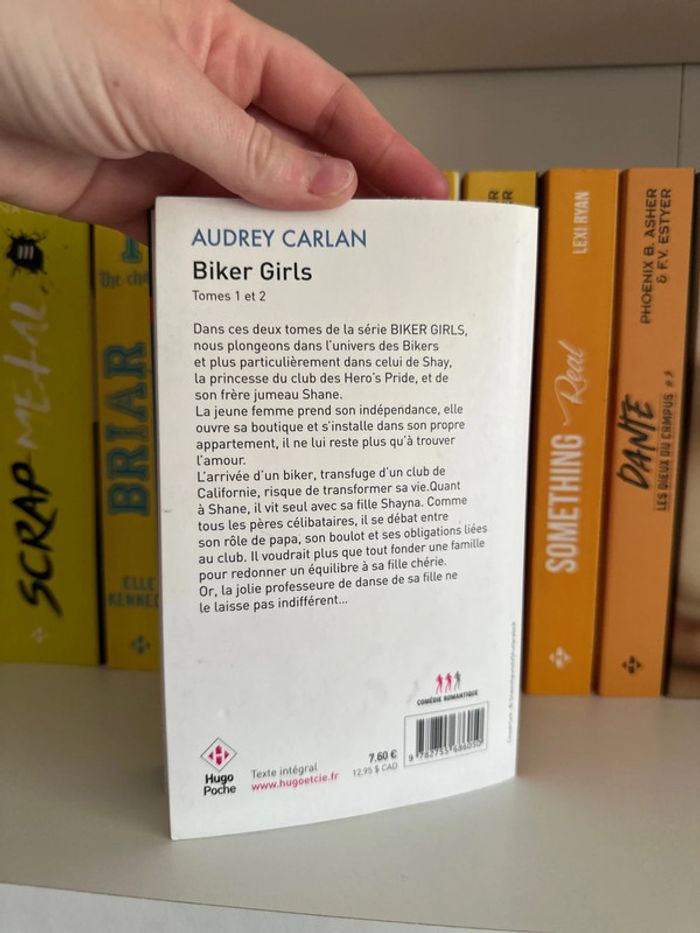 AUDREY CARLAN
Biker Girls
Tomes 1 et 2
Dans ces deux tomes de la série BIKER GIRLS,
nous plongeons dans l'univers des Bikers
et plus particulièrement dans celui de Shay,
la princesse du club des Hero's Pride, et de
son frère jumeau Shane.
La jeune femme prend son indépendance, elle
ouvre sa boutique et s'installe dans son propre
appartement, il ne lui reste plus qu'à trouver
l'amour.
L'arrivée d'un biker, transfuge d'un club de
Californie, risque de transformer sa vie.Quant
à Shane, il vit seul avec sa fille Shayna. Comme
tous les pères célibataires, il se débat entre
son rôle de papa, son boulot et ses obligations liées
au club. Il voudrait plus que tout fonder une famille
pour redonner un équilibre à sa fille chérie.
Or, la jolie professeure de danse de sa fille ne
le laisse pas indifférent...
COMÉDIE ROMANTIQUE
Hugo
Poche
Texte intégral
www.hugoetcie.fr
7.60 €
12.95 $ CAD
9 782755 686050
SCRAP METAL
III
The
BRIAR
ELLE
LEXI RYAN
SOMETHING Real
PHOENIX B. ASHER
& F.V. ESTYER
DANTE
LES DIEUX DU CAMPUS #3